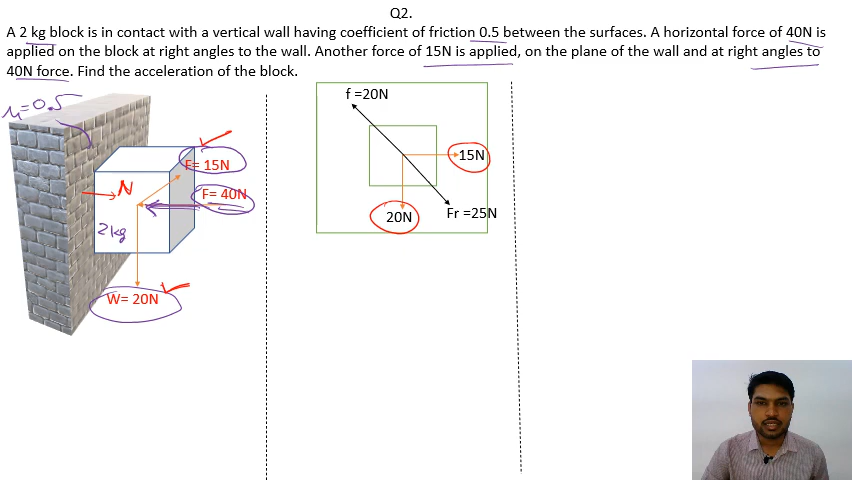 Q2.
A 2 kg block is in contact with a vertical wall having coefficient of friction 0.5 between the surfaces. A horizontal force of 40N is
applied on the block at right angles to the wall. Another force of 15N is applied, on the plane of the wall and at right angles to
40N force. Find the acceleration of the block.
μ=0.5
F= 15N
N
F= 40N
2kg
W= 20N
f =20N
15N
20N
Fr =25N